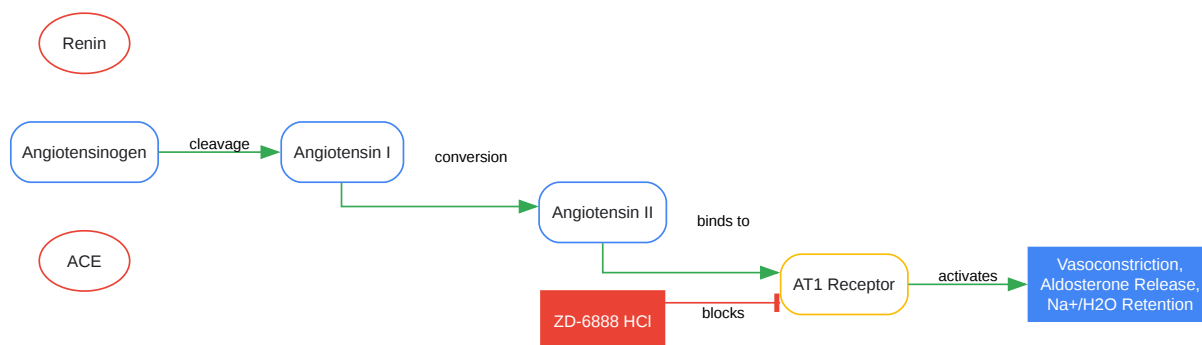 Renin
Angiotensinogen
cleavage
Angiotensin I
conversion
ACE
Angiotensin II
binds to
AT1 Receptor
activates
Vasoconstriction,
Aldosterone Release,
Na+/H2O Retention
ZD-6888 HCl
blocks